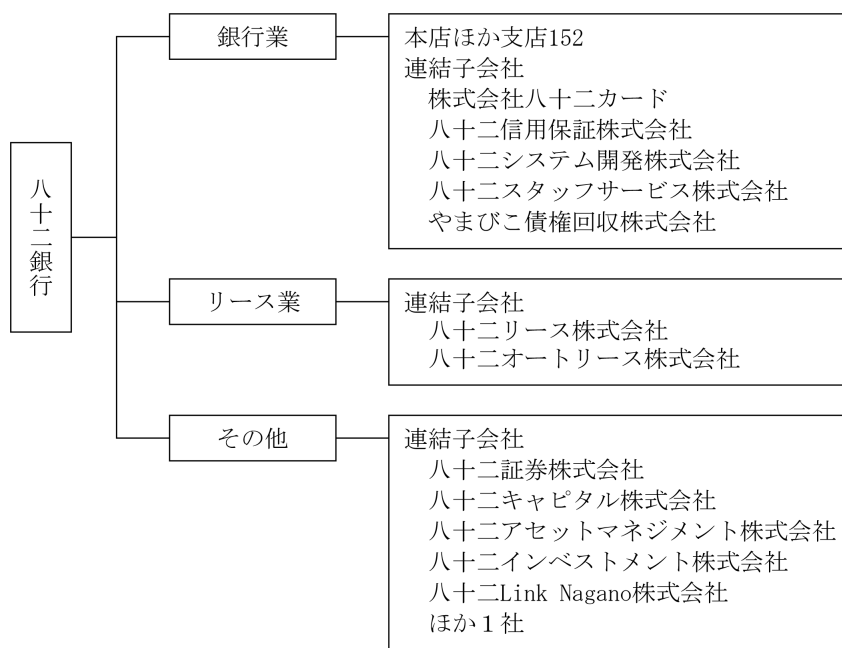 八十二銀行
銀行業
本店ほか支店152
連結子会社
株式会社八十二カード
八十二信用保証株式会社
八十二システム開発株式会社
八十二スタッフサービス株式会社
やまびこ債権回収株式会社
リース業
連結子会社
八十二リース株式会社
八十二オートリース株式会社
その他
連結子会社
八十二証券株式会社
八十二キャピタル株式会社
八十二アセットマネジメント株式会社
八十二インベストメント株式会社
八十二Link Nagano株式会社
ほか１社